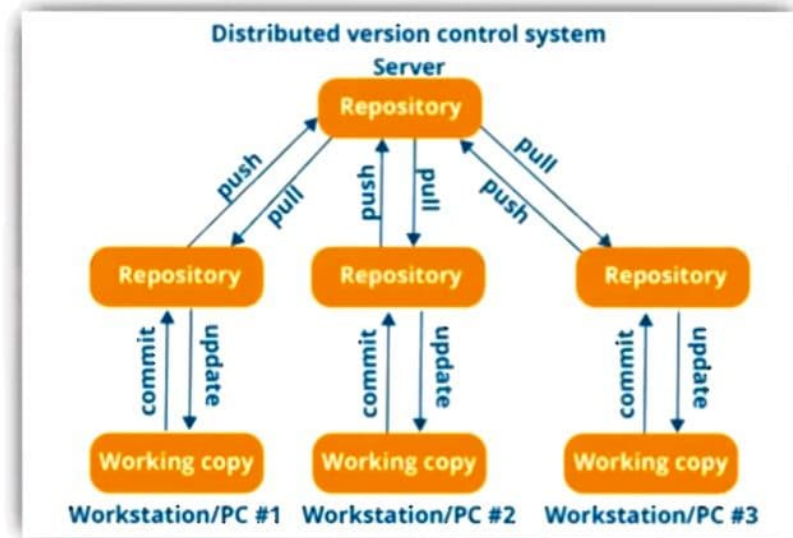 Distributed version control system
Server
Repository
push
pull
push
pull
push
pull
Repository
Repository
Repository
commit
update
commit
update
commit
update
Working copy
Working copy
Working copy
Workstation/PC #1
Workstation/PC #2
Workstation/PC #3